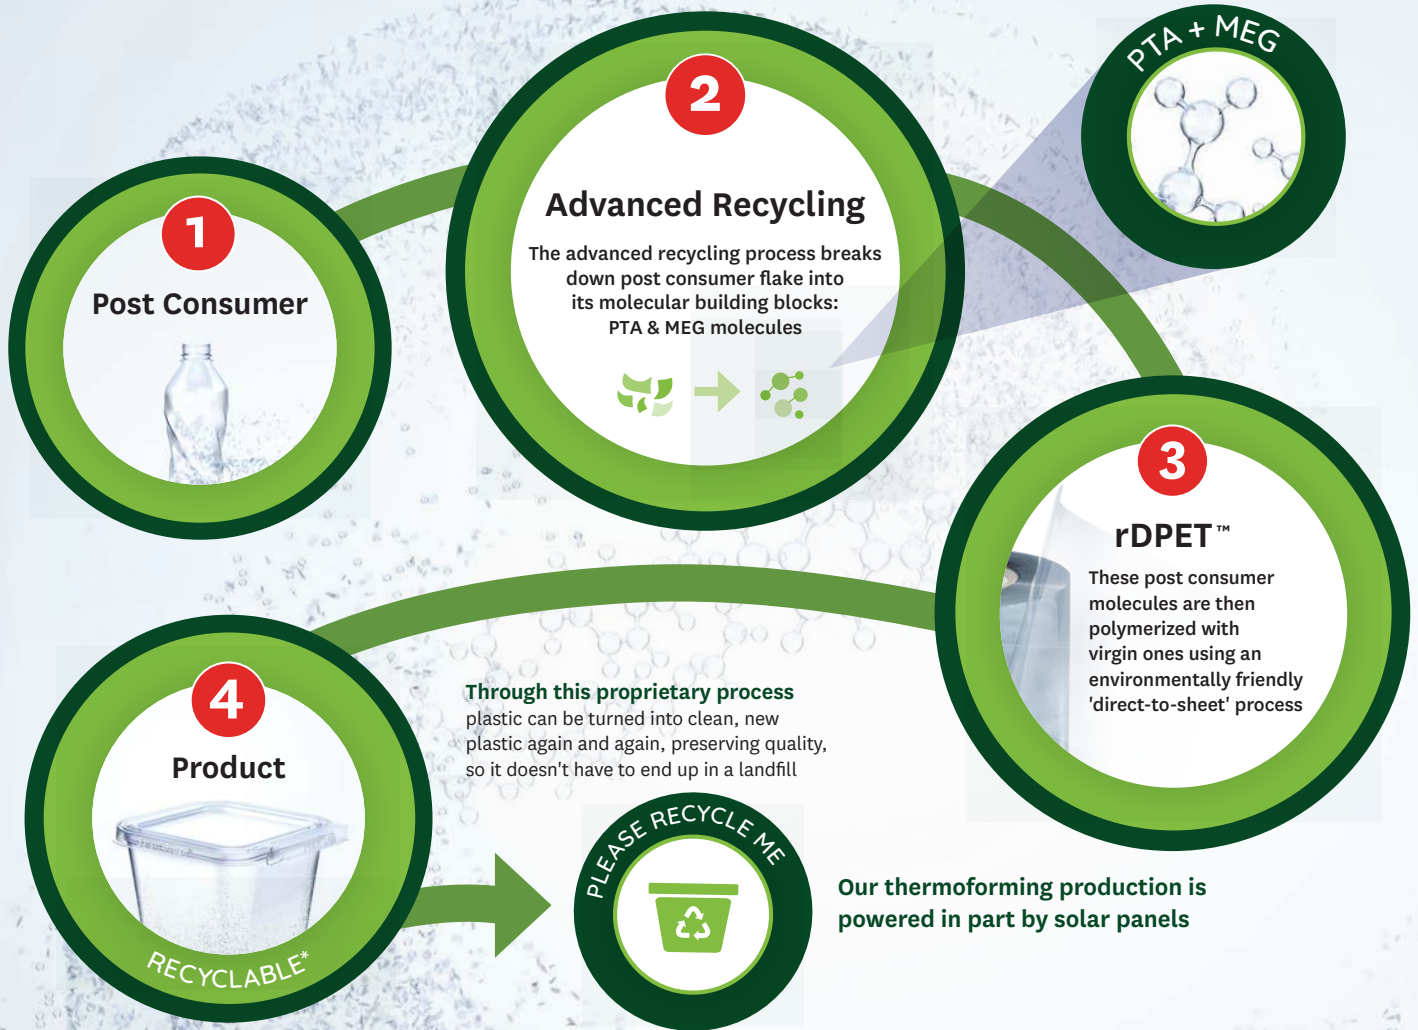 1
Post Consumer
2
Advanced Recycling
The advanced recycling process breaks
down post consumer flake into
its molecular building blocks:
PTA & MEG molecules
PTA + MEG
3
rDPET™
These post consumer
molecules are then
polymerized with
virgin ones using an
environmentally friendly
'direct-to-sheet' process
4
Product
RECYCLABLE*
Through this proprietary process
plastic can be turned into clean, new
plastic again and again, preserving quality,
so it doesn't have to end up in a landfill
PLEASE RECYCLE ME
Our thermoforming production is
powered in part by solar panels